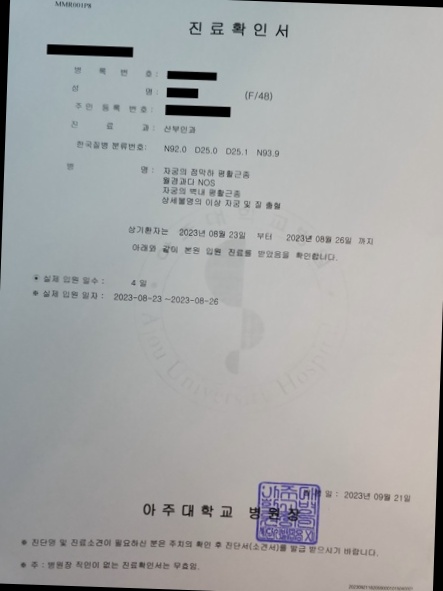 MMR001P8
진 료 확 인 서
병 록 번 호 :
성 명 : (F/48)
주민 등록 번호 :
진 료 과 : 산부인과
한국질병 분류번호: N92.0 D25.0 D25.1 N93.9
병 명 : 자궁의 점막하 평활근종
월경과다 NOS
자궁의 벽내 평활근종
상세불명의 이상 자궁 및 질 출혈
상기환자는 2023년 08월 23일 부터 2023년 08월 26일 까지
아래와 같이 본원 입원 진료를 받았음을 확인합니다.
※ 실제 입원 일수 : 4 일
※ 실제 입원 일자 : 2023-08-23 ~2023-08-26
Ajou University Hospital
일 : 2023년 09월 21일
아주대학교 병원장
※ 진단명 및 진료소견이 필요하신 분은 주치의 확인 후 진단서(소견서)를 발급 받으시기 바랍니다.
※ 주 : 병원장 직인이 없는 진료확인서는 무효임.